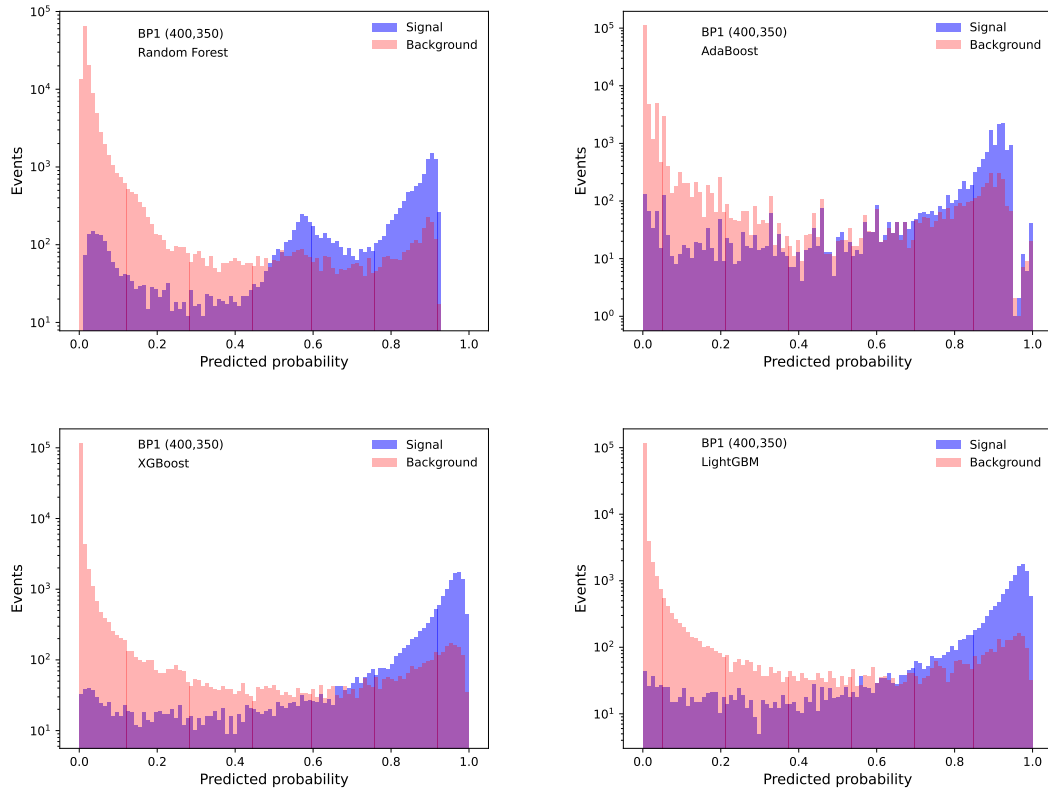 BP1 (400,350)
Random Forest
Signal
Background
10^5
10^4
10^3
10^2
10^1
Events
0.0 0.2 0.4 0.6 0.8 1.0
Predicted probability
BP1 (400,350)
AdaBoost
Signal
Background
10^5
10^4
10^3
10^2
10^1
10^0
Events
0.0 0.2 0.4 0.6 0.8 1.0
Predicted probability
BP1 (400,350)
XGBoost
Signal
Background
10^5
10^4
10^3
10^2
10^1
Events
0.0 0.2 0.4 0.6 0.8 1.0
Predicted probability
BP1 (400,350)
LightGBM
Signal
Background
10^5
10^4
10^3
10^2
10^1
Events
0.0 0.2 0.4 0.6 0.8 1.0
Predicted probability